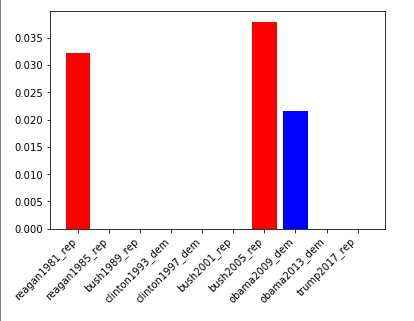 0.035
0.030
0.025
0.020
0.015
0.010
0.005
0.000
reagan1981_rep
reagan1985_rep
bush1989_rep
clinton1993_dem
clinton1997_dem
bush2001_rep
bush2005_rep
obama2009_dem
obama2013_dem
trump2017_rep